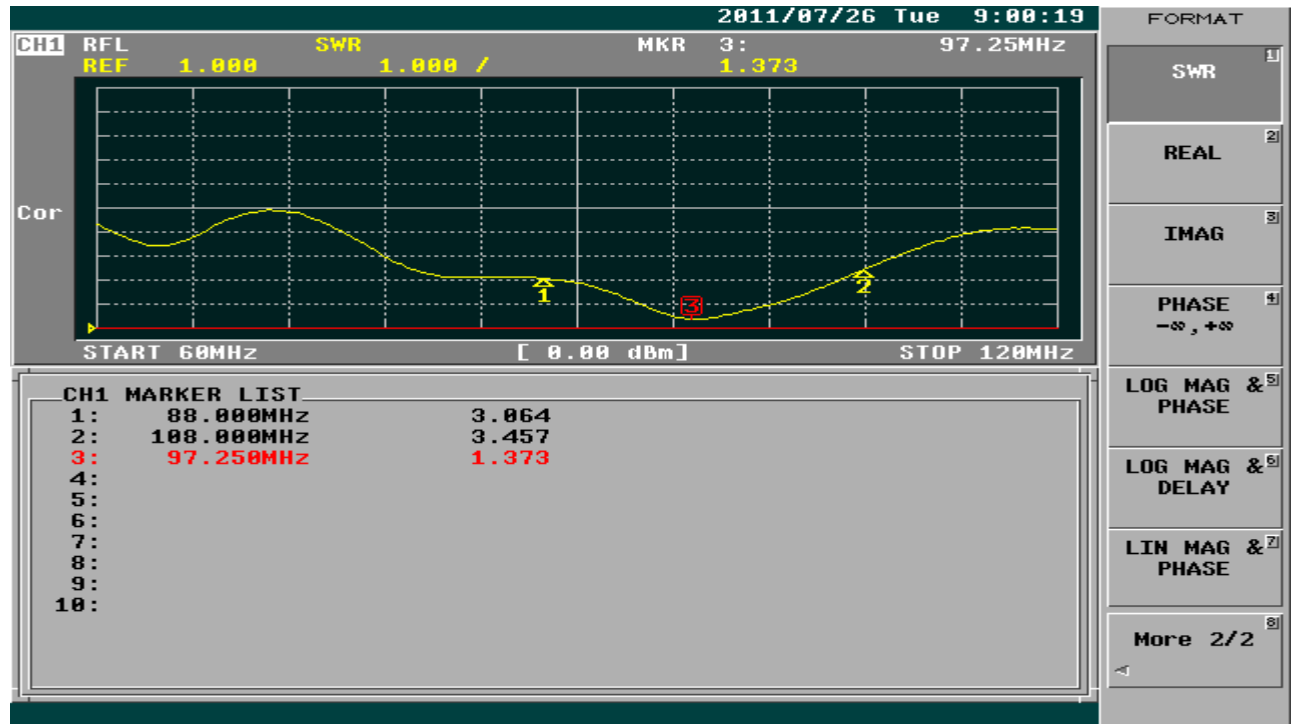 2011/07/26 Tue 9:00:19
CH1 RFL SWR MKR 3: 97.25MHz
REF 1.000 1.000 / 1.373
Cor
3
1
2
START 60MHz [ 0.00 dBm] STOP 120MHz
CH1 MARKER LIST
1: 88.000MHz 3.064
2: 108.000MHz 3.457
3: 97.250MHz 1.373
4:
5:
6:
7:
8:
9:
10:
FORMAT
SWR 1
REAL 2
IMAG 3
PHASE 4
-∞,+∞
LOG MAG & 5
PHASE
LOG MAG & 6
DELAY
LIN MAG & 7
PHASE
More 2/2 8